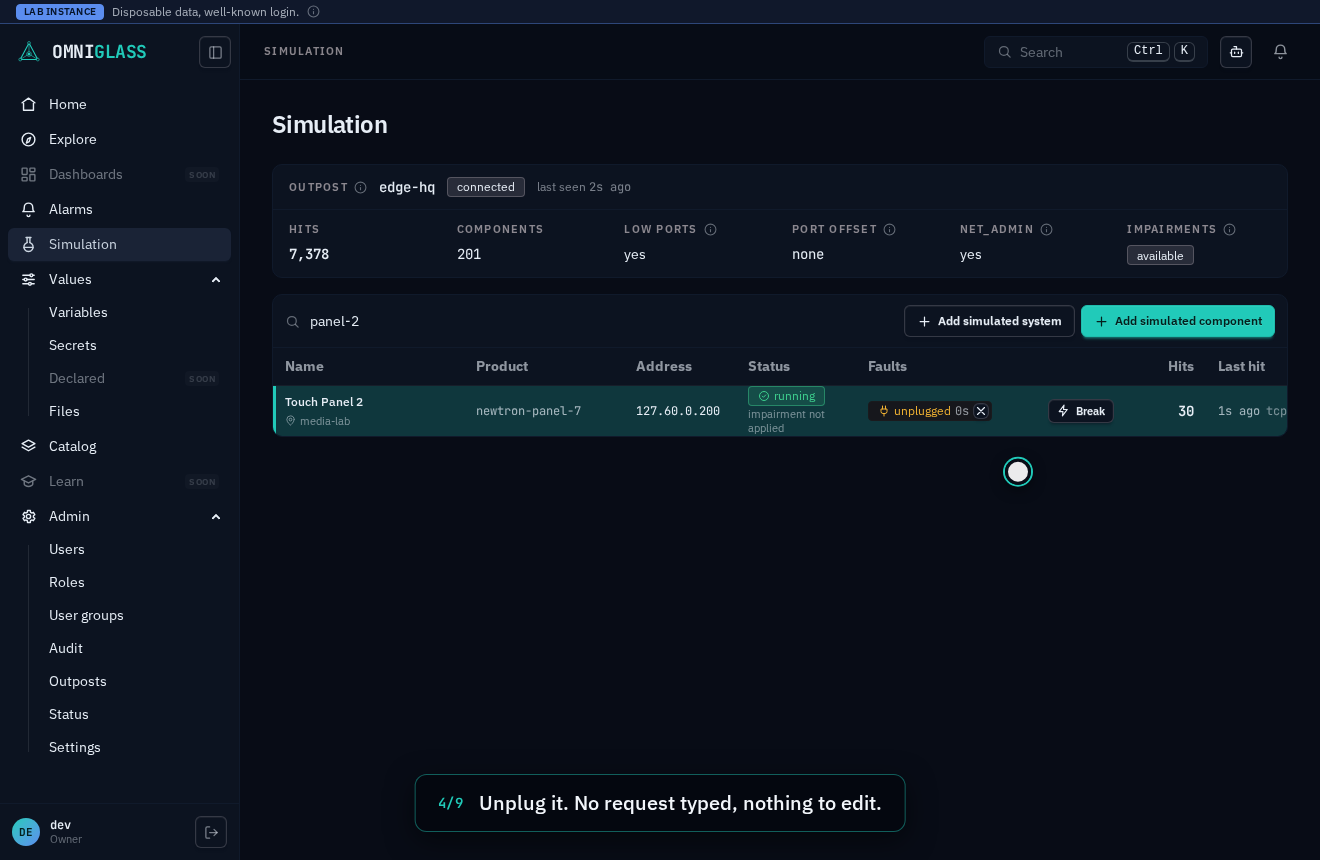 LAB INSTANCE Disposable data, well-known login.
OMNIGLASS
SIMULATION
Search Ctrl K
Home
Explore
Dashboards SOON
Alarms
Simulation
Values
Variables
Secrets
Declared SOON
Files
Catalog
Learn SOON
Admin
Users
Roles
User groups
Audit
Outposts
Status
Settings
DE dev
Owner
Simulation
OUTPOST edge-hq connected last seen 2s ago
HITS COMPONENTS LOW PORTS PORT OFFSET NET_ADMIN IMPAIRMENTS
7,378 201 yes none yes available
panel-2 Add simulated system Add simulated component
Name Product Address Status Faults Hits Last hit
Touch Panel 2 newtron-panel-7 127.60.0.200 running unplugged 0s Break 30 1s ago tcp
media-lab impairment not
applied
4/9 Unplug it. No request typed, nothing to edit.